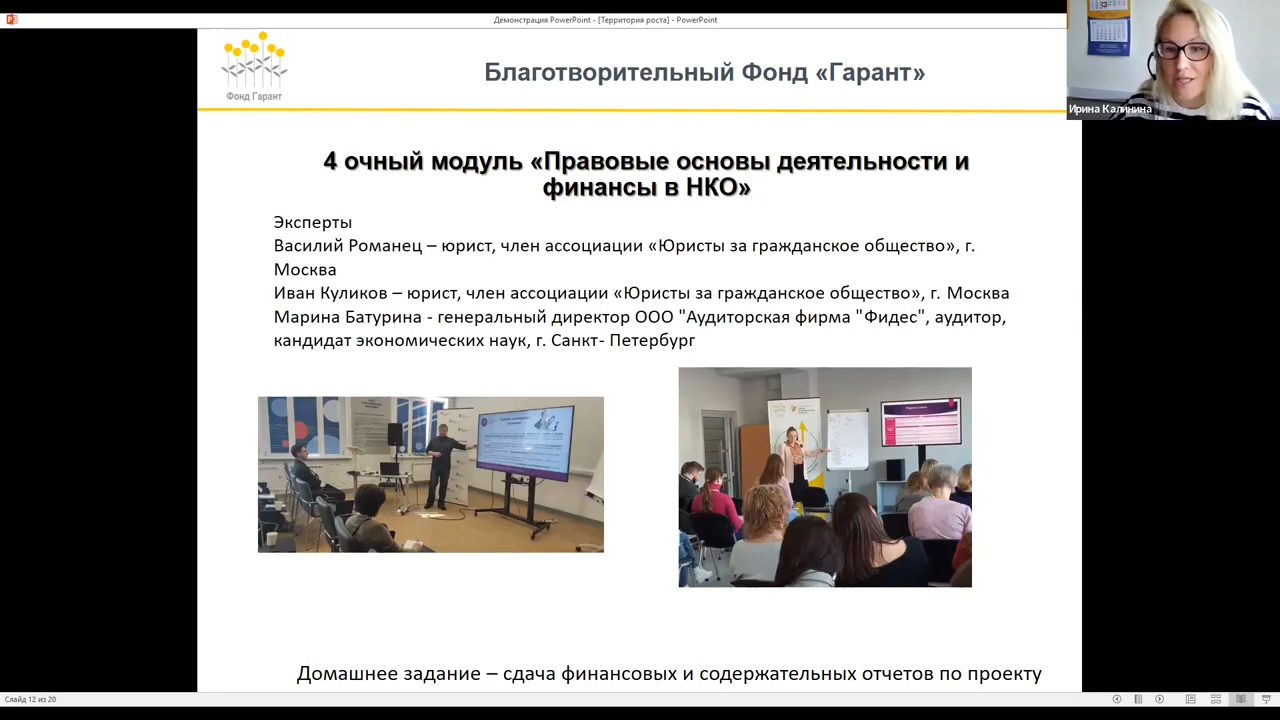 Демонстрация PowerPoint - [Территория роста] - PowerPoint
Фонд Гарант
Благотворительный Фонд «Гарант»
Ирина Калинина
4 очный модуль «Правовые основы деятельности и
финансы в НКО»
Эксперты
Василий Романец – юрист, член ассоциации «Юристы за гражданское общество», г.
Москва
Иван Куликов – юрист, член ассоциации «Юристы за гражданское общество», г. Москва
Марина Батурина - генеральный директор ООО "Аудиторская фирма "Фидес", аудитор,
кандидат экономических наук, г. Санкт- Петербург
Домашнее задание – сдача финансовых и содержательных отчетов по проекту
Слайд 12 из 20